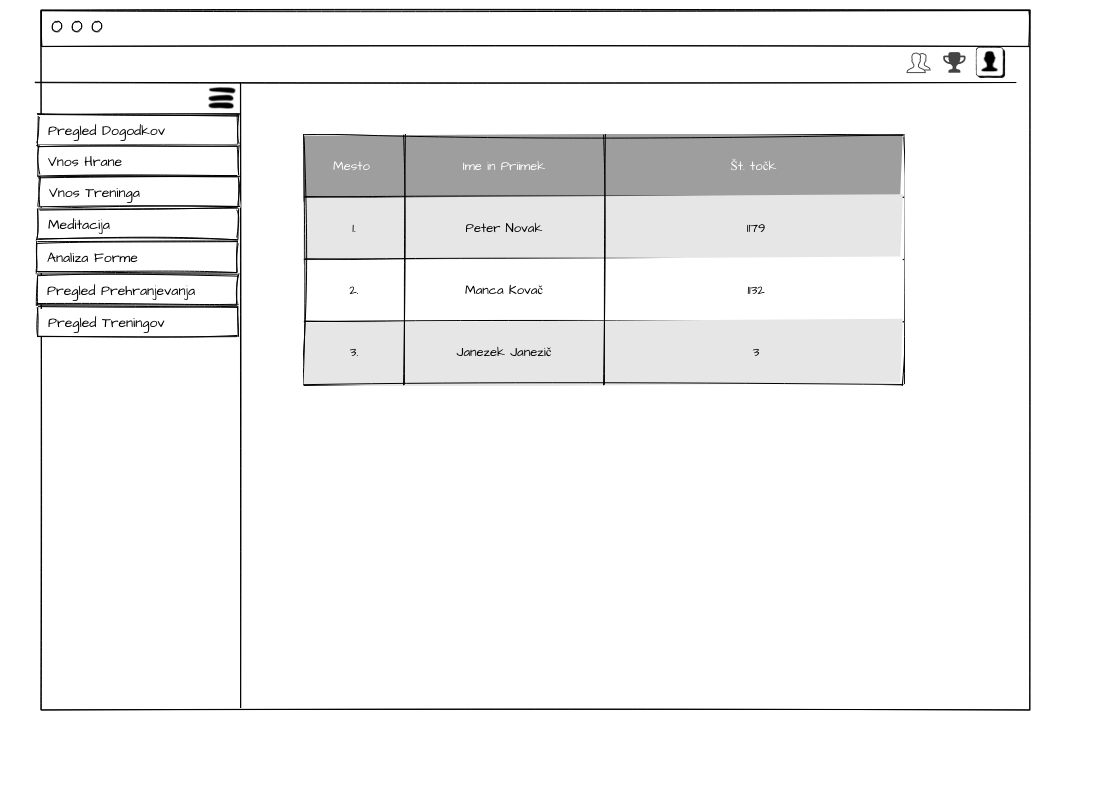 Pregled Dogodkov
Vnos Hrane
Vnos Treninga
Meditacija
Analiza Forme
Pregled Prehranjevanja
Pregled Treningov
Mesto Ime in Priimek Št. točk
1. Peter Novak 1179
2. Manca Kovač 1132
3. Janezek Janezič 3